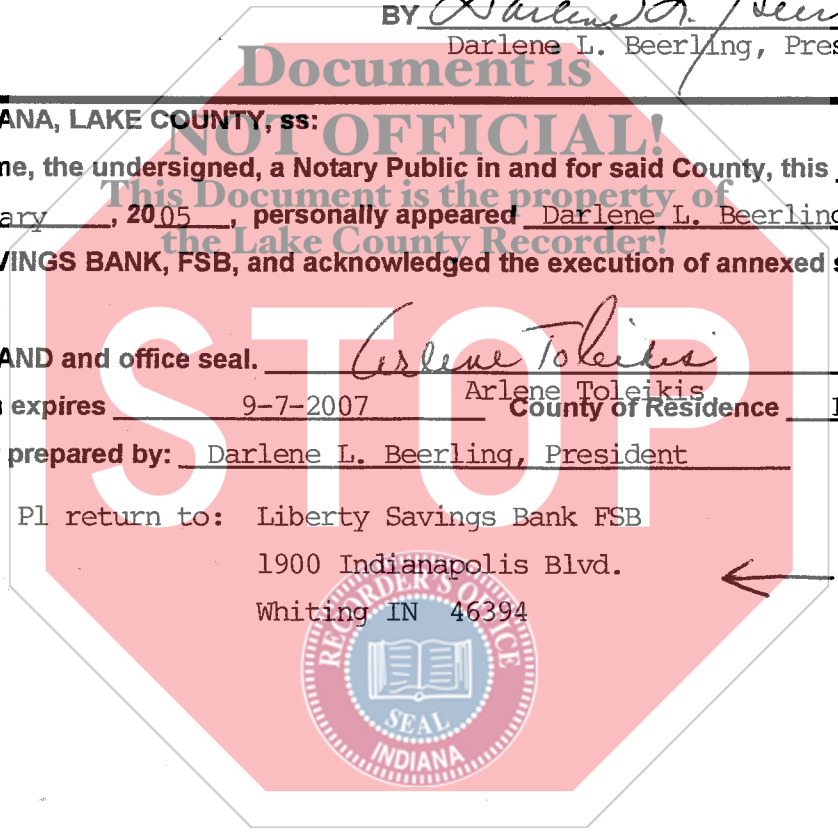 BY Darlene L.
Darlene L. Beerling, Pres
Document is
ANA, LAKE COUNTY, ss:
NOT OFFICIAL!
ne, the undersigned, a Notary Public in and for said County, this
This Document is the property of
ary , 2005 , personally appeared Darlene L. Beerling
the Lake County Recorder!
VINGS BANK, FSB, and acknowledged the execution of annexed s
STOP
AND and office seal. Arlene Toleikis
Arlene Toleikis
expires 9-7-2007 County of Residence
prepared by: Darlene L. Beerling, President
Pl return to: Liberty Savings Bank FSB
1900 Indianapolis Blvd.
Whiting IN 46394
RECORDER'S OFFICE
SEAL
INDIANA